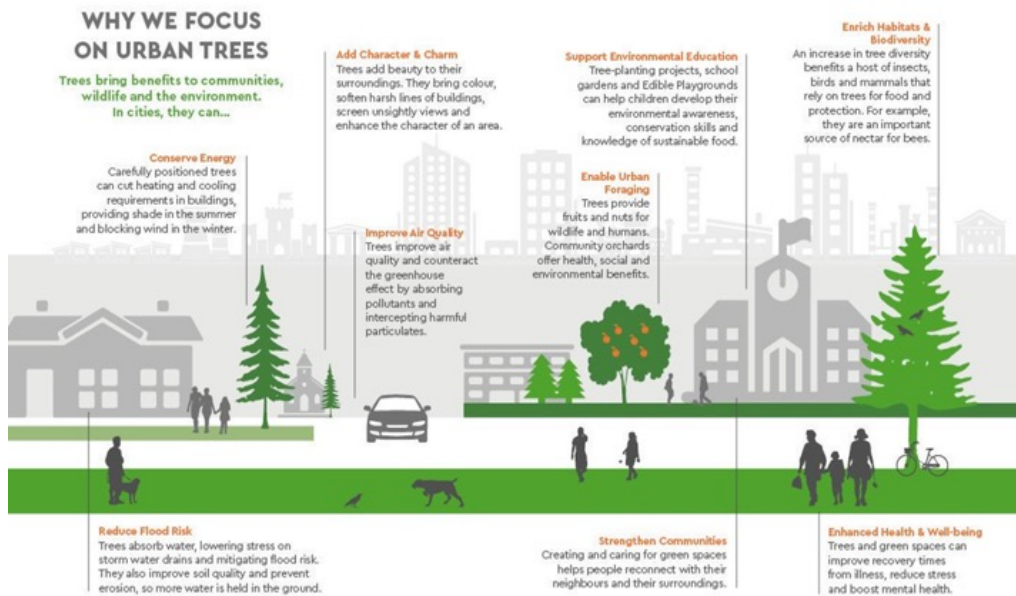 WHY WE FOCUS
ON URBAN TREES
Trees bring benefits to communities,
wildlife and the environment.
In cities, they can...
Conserve Energy
Carefully positioned trees
can cut heating and cooling
requirements in buildings,
providing shade in the summer
and blocking wind in the winter.
Add Character & Charm
Trees add beauty to their
surroundings. They bring colour,
soften harsh lines of buildings,
screen unsightly views and
enhance the character of an area.
Improve Air Quality
Trees improve air
quality and counteract
the greenhouse
effect by absorbing
pollutants and
intercepting harmful
particulates.
Support Environmental Education
Tree-planting projects, school
gardens and Edible Playgrounds
can help children develop their
environmental awareness,
conservation skills and
knowledge of sustainable food.
Enable Urban
Foraging
Trees provide
fruits and nuts for
wildlife and humans.
Community orchards
offer health, social and
environmental benefits.
Enrich Habitats &
Biodiversity
An increase in tree diversity
benefits a host of insects,
birds and mammals that
rely on trees for food and
protection. For example,
they are an important
source of nectar for bees.
Reduce Flood Risk
Trees absorb water, lowering stress on
storm water drains and mitigating flood risk.
They also improve soil quality and prevent
erosion, so more water is held in the ground.
Strengthen Communities
Creating and caring for green spaces
helps people reconnect with their
neighbours and their surroundings.
Enhanced Health & Well-being
Trees and green spaces can
improve recovery times
from illness, reduce stress
and boost mental health.